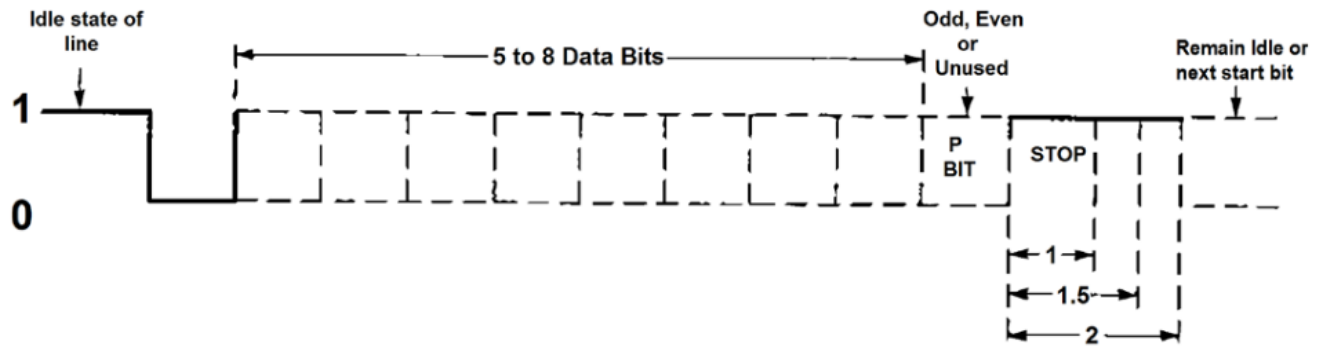 Idle state of
line
5 to 8 Data Bits
Odd, Even
or
Unused
Remain Idle or
next start bit
1
0
P
BIT
STOP
1
1.5
2